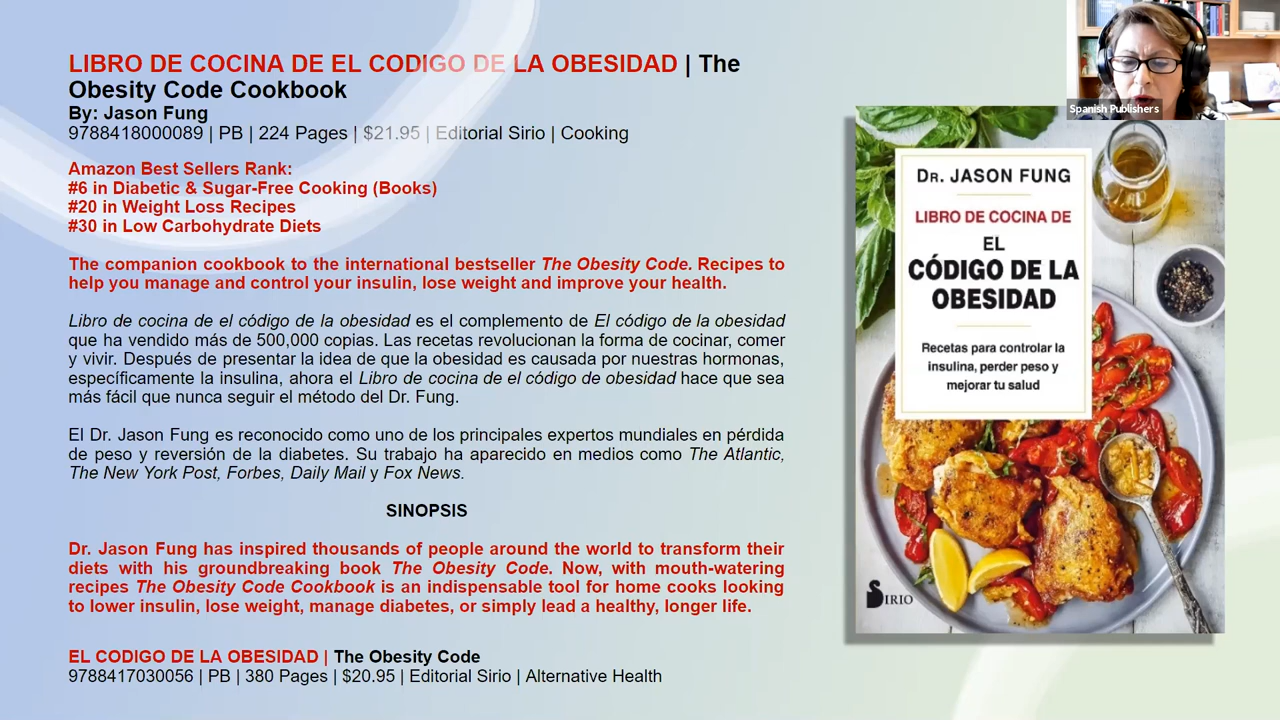 LIBRO DE COCINA DE EL CODIGO DE LA OBESIDAD | The
Obesity Code Cookbook
By: Jason Fung
9788418000089 | PB | 224 Pages | $21.95 | Editorial Sirio | Cooking
Amazon Best Sellers Rank:
#6 in Diabetic & Sugar-Free Cooking (Books)
#20 in Weight Loss Recipes
#30 in Low Carbohydrate Diets
The companion cookbook to the international bestseller The Obesity Code. Recipes to
help you manage and control your insulin, lose weight and improve your health.
Libro de cocina de el código de la obesidad es el complemento de El código de la obesidad
que ha vendido más de 500,000 copias. Las recetas revolucionan la forma de cocinar, comer
y vivir. Después de presentar la idea de que la obesidad es causada por nuestras hormonas,
específicamente la insulina, ahora el Libro de cocina de el código de obesidad hace que sea
más fácil que nunca seguir el método del Dr. Fung.
El Dr. Jason Fung es reconocido como uno de los principales expertos mundiales en pérdida
de peso y reversión de la diabetes. Su trabajo ha aparecido en medios como The Atlantic,
The New York Post, Forbes, Daily Mail y Fox News.
SINOPSIS
Dr. Jason Fung has inspired thousands of people around the world to transform their
diets with his groundbreaking book The Obesity Code. Now, with mouth-watering
recipes The Obesity Code Cookbook is an indispensable tool for home cooks looking
to lower insulin, lose weight, manage diabetes, or simply lead a healthy, longer life.
EL CODIGO DE LA OBESIDAD | The Obesity Code
9788417030056 | PB | 380 Pages | $20.95 | Editorial Sirio | Alternative Health
Spanish Publishers
DR. JASON FUNG
LIBRO DE COCINA DE
EL
CÓDIGO DE LA
OBESIDAD
Recetas para controlar la
insulina, perder peso y
mejorar tu salud
SIRIO